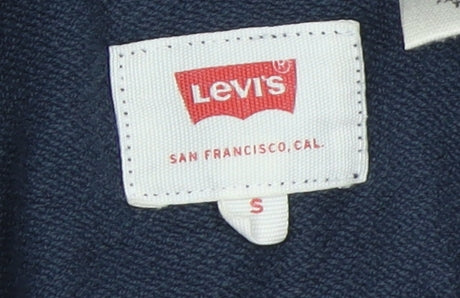 Levi's®
SAN FRANCISCO, CAL.
S